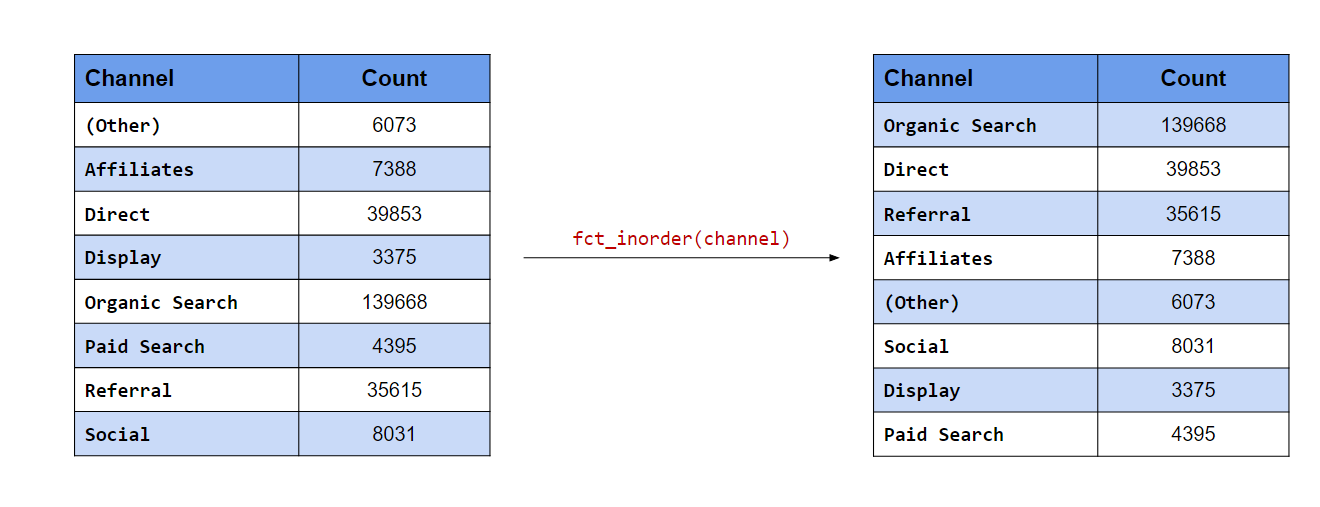 Channel Count
(Other) 6073
Affiliates 7388
Direct 39853
Display 3375
Organic Search 139668
Paid Search 4395
Referral 35615
Social 8031
fct_inorder(channel)
Channel Count
Organic Search 139668
Direct 39853
Referral 35615
Affiliates 7388
(Other) 6073
Social 8031
Display 3375
Paid Search 4395